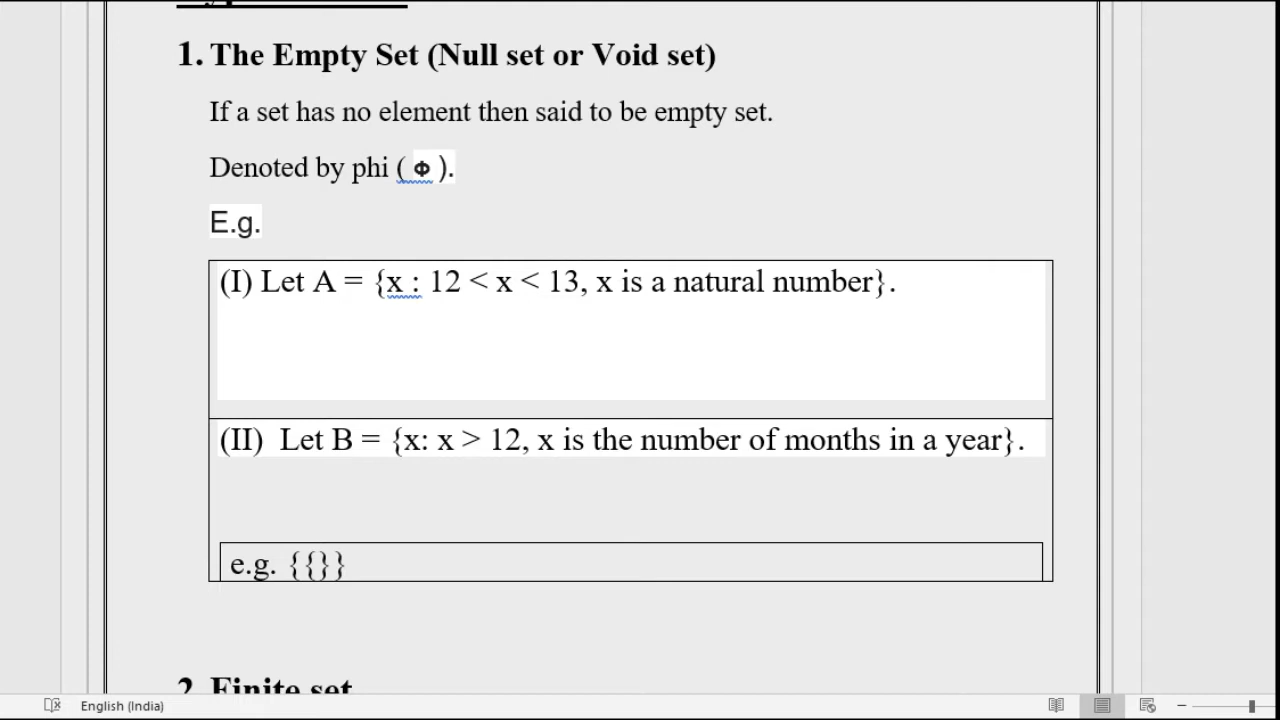 1. The Empty Set (Null set or Void set)
If a set has no element then said to be empty set.
Denoted by phi ( Φ ).
E.g.
(I) Let A = {x : 12 < x < 13, x is a natural number}.
(II) Let B = {x: x > 12, x is the number of months in a year}.
e.g. {{}}
2. Finite set
English (India)